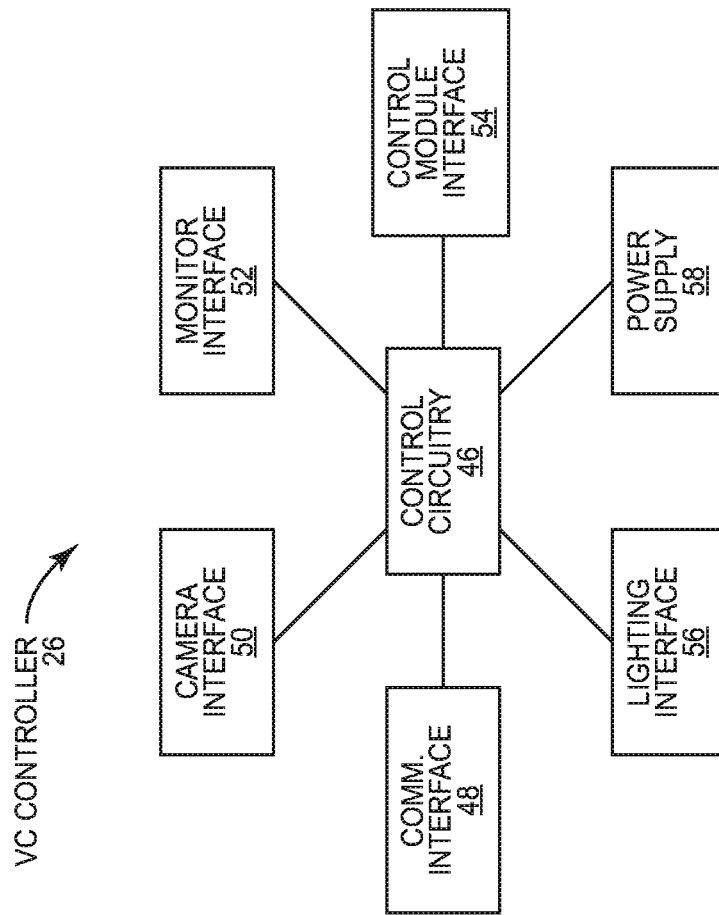 VC CONTROLLER
26
CAMERA
INTERFACE
50
MONITOR
INTERFACE
52
COMM.
INTERFACE
48
CONTROL
CIRCUITRY
46
CONTROL
MODULE
INTERFACE
54
LIGHTING
INTERFACE
56
POWER
SUPPLY
58